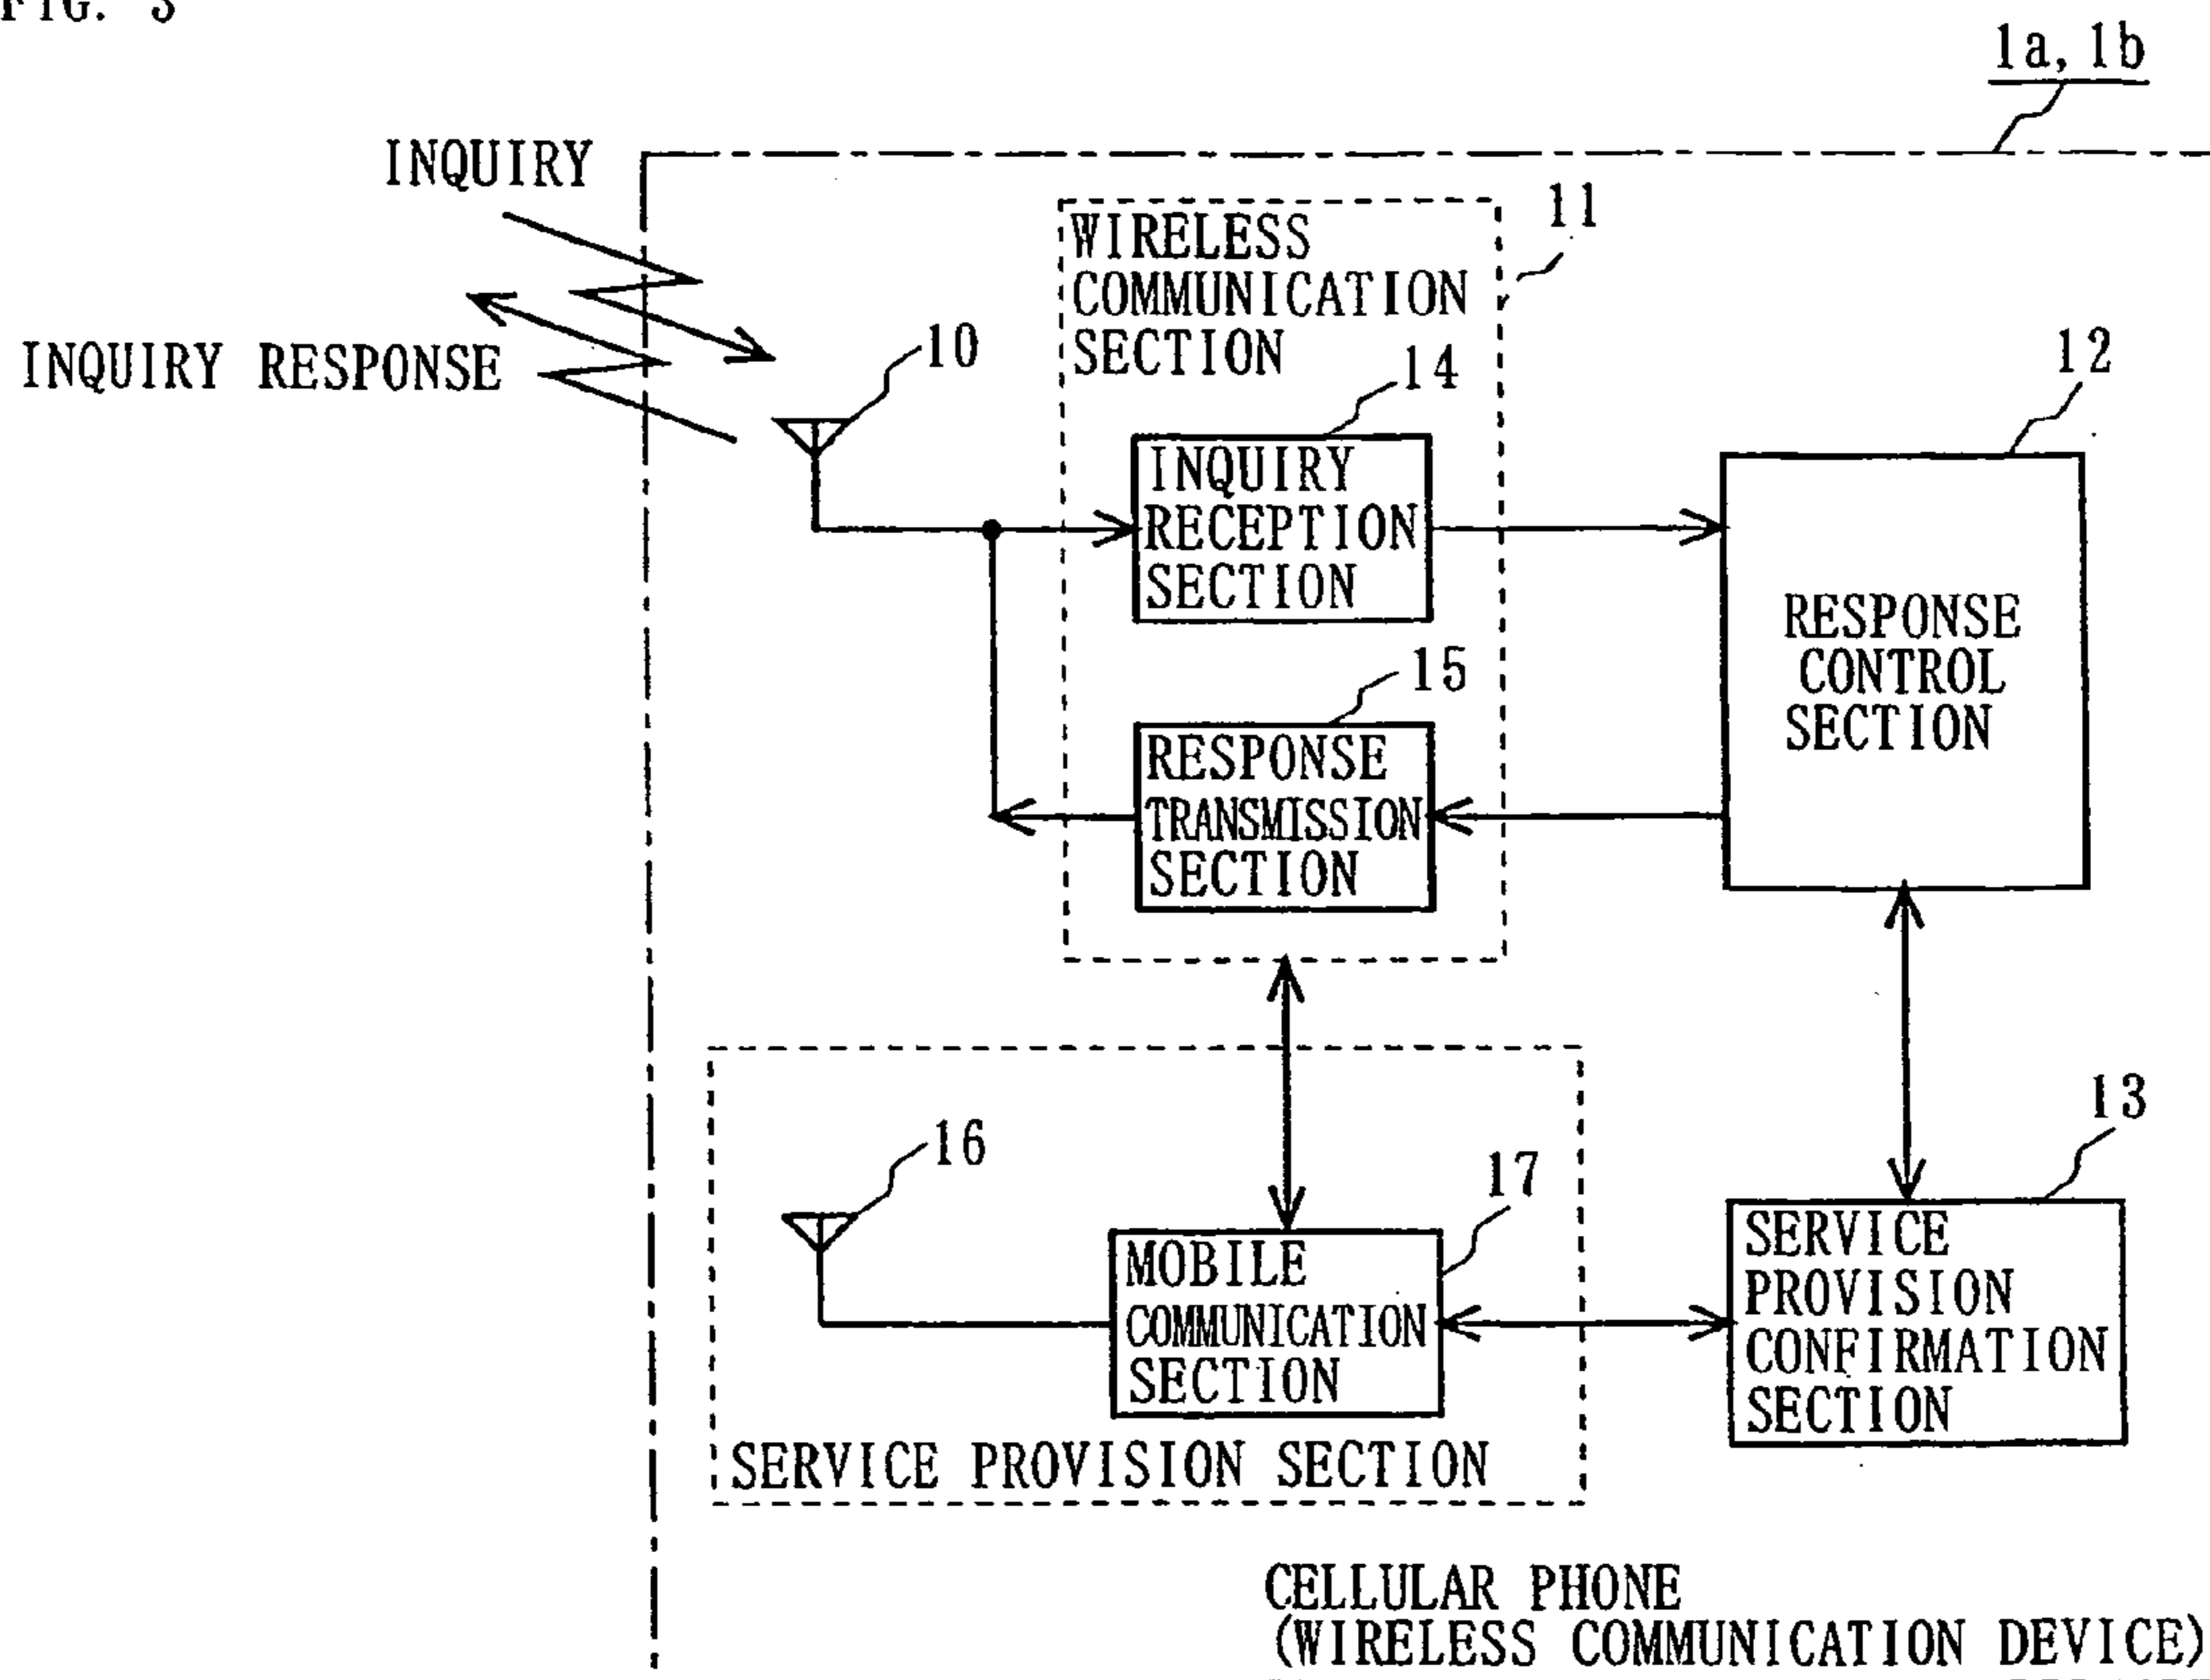 FIG. 3
1a, 1b
INQUIRY
INQUIRY RESPONSE
10
WIRELESS
COMMUNICATION
SECTION
11
14
INQUIRY
RECEPTION
SECTION
12
RESPONSE
CONTROL
SECTION
15
RESPONSE
TRANSMISSION
SECTION
16
17
MOBILE
COMMUNICATION
SECTION
SERVICE PROVISION SECTION
13
SERVICE
PROVISION
CONFIRMATION
SECTION
CELLULAR PHONE
(WIRELESS COMMUNICATION DEVICE)